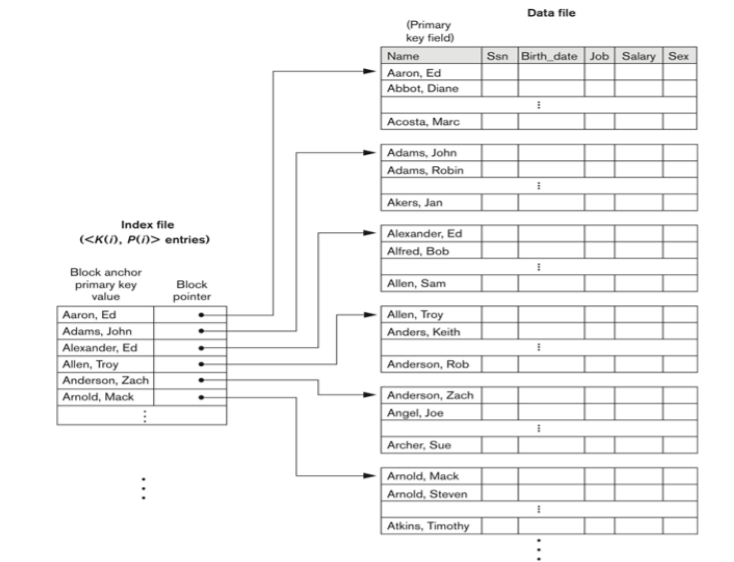 Data file
(Primary
key field)
Name Ssn Birth_date Job Salary Sex
Aaron, Ed
Abbot, Diane
⋮
Acosta, Marc
Adams, John
Adams, Robin
⋮
Akers, Jan
Alexander, Ed
Alfred, Bob
⋮
Allen, Sam
Allen, Troy
Anders, Keith
⋮
Anderson, Rob
Anderson, Zach
Angel, Joe
⋮
Archer, Sue
Arnold, Mack
Arnold, Steven
⋮
Atkins, Timothy
⋮
Index file
(<K(i), P(i)> entries)
Block anchor
primary key
value
Block
pointer
Aaron, Ed
Adams, John
Alexander, Ed
Allen, Troy
Anderson, Zach
Arnold, Mack
⋮
⋮